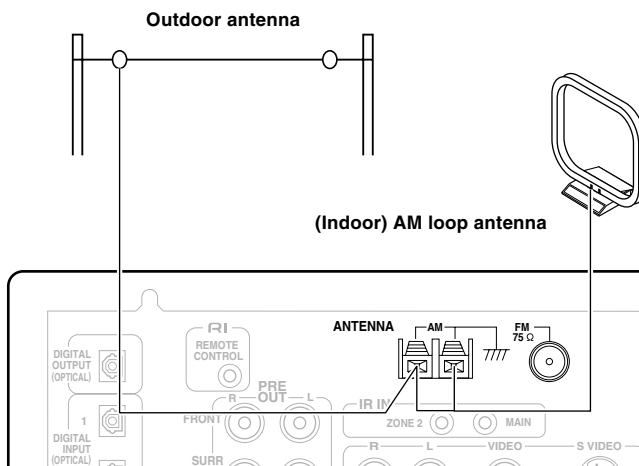 Outdoor antenna
(Indoor) AM loop antenna
ANTENNA
AM
FM
75 Ω
RI
REMOTE
CONTROL
DIGITAL
OUTPUT
(OPTICAL)
PRE
R OUT L
FRONT
IR IN
ZONE 2
MAIN
1
DIGITAL
INPUT
(OPTICAL)
SURR
R
L
VIDEO
S VIDEO